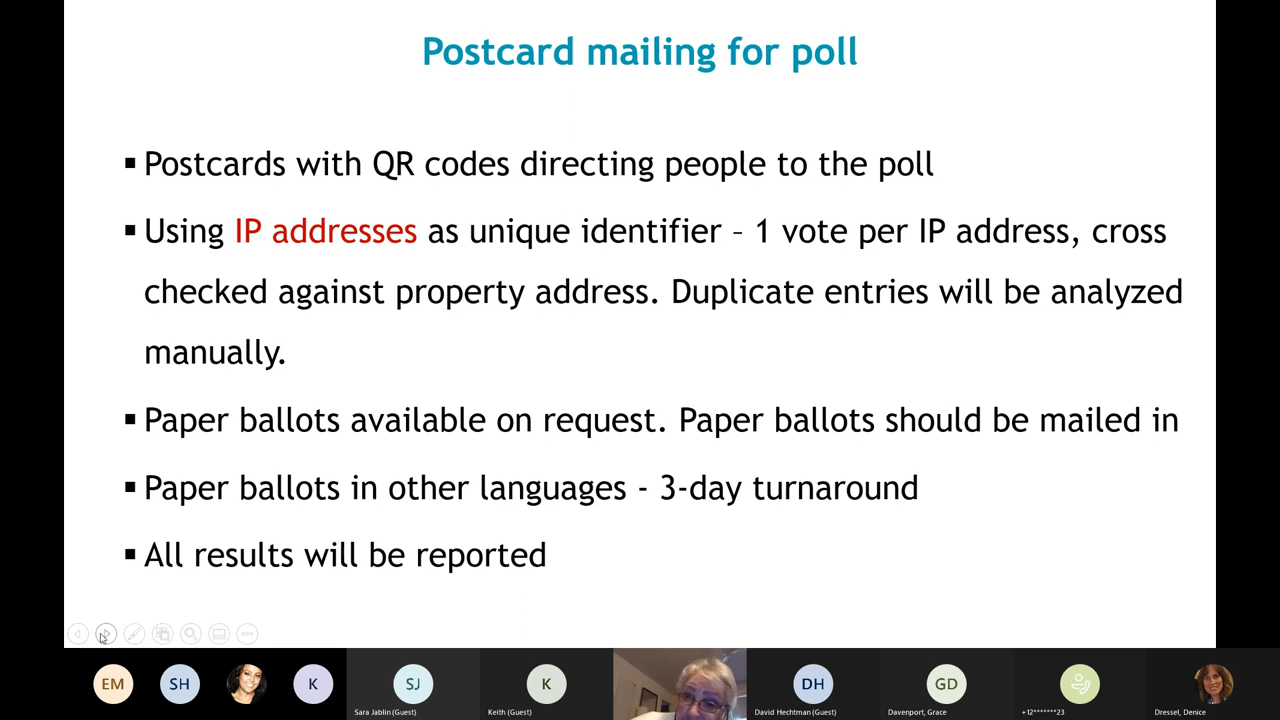 Postcard mailing for poll
▪ Postcards with QR codes directing people to the poll
▪ Using IP addresses as unique identifier – 1 vote per IP address, cross
checked against property address. Duplicate entries will be analyzed
manually.
▪ Paper ballots available on request. Paper ballots should be mailed in
▪ Paper ballots in other languages - 3-day turnaround
▪ All results will be reported
EM SH K SJ K DH GD
Sara Jablin (Guest) Keith (Guest) David Hechtman (Guest) Davenport, Grace +12*******23 Dressel, Denice